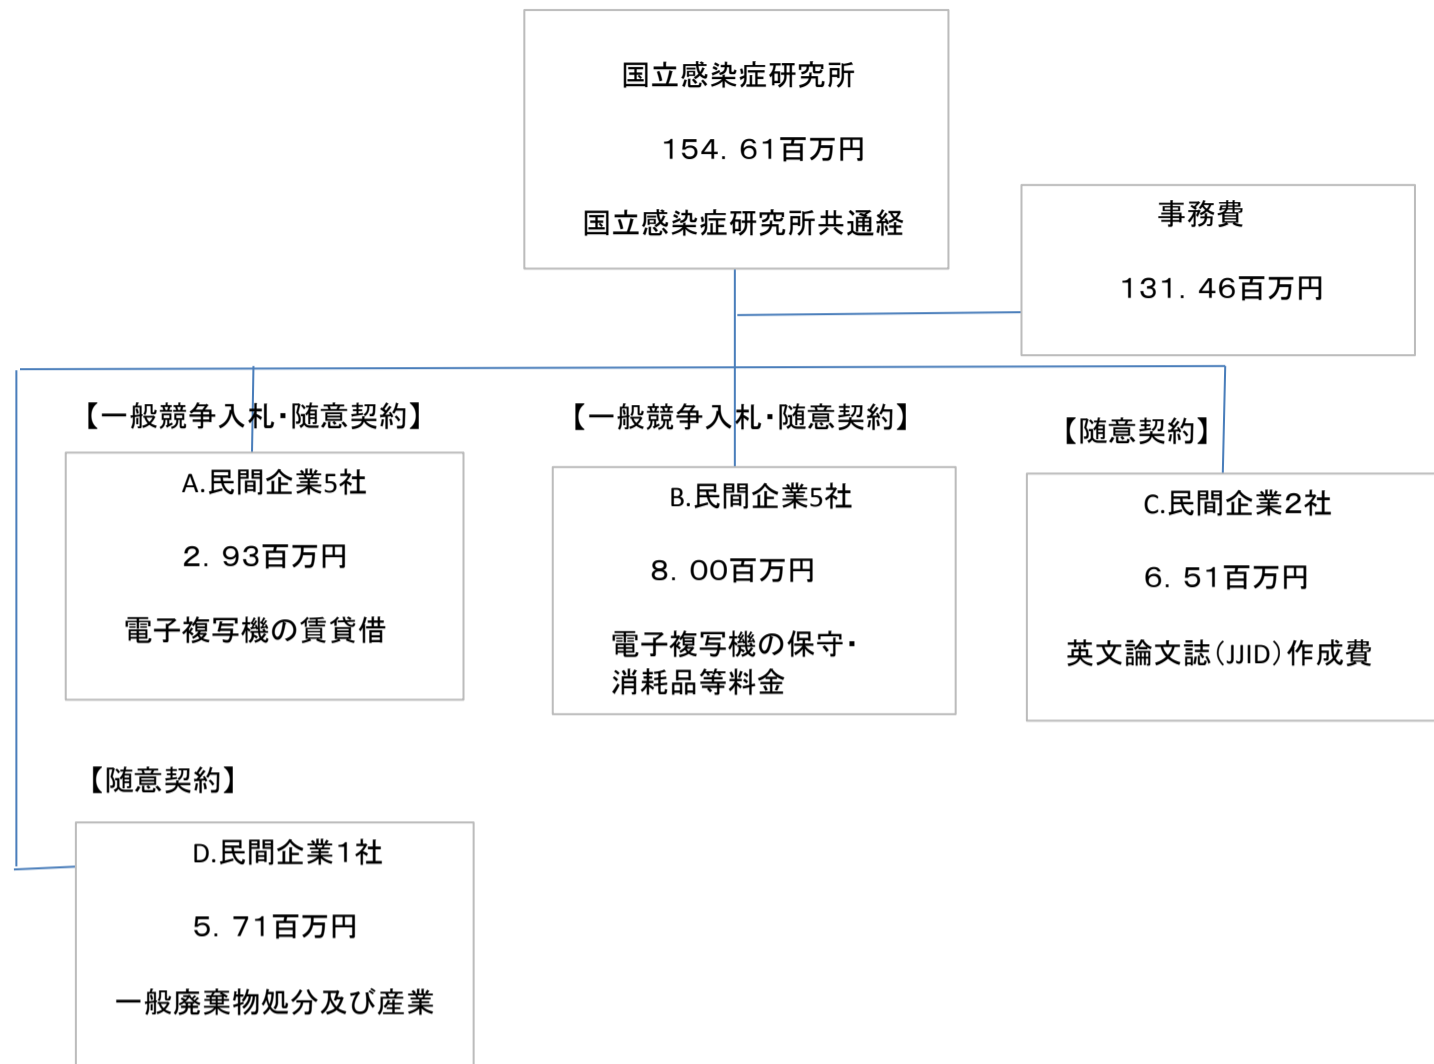 国立感染症研究所
154．61百万円
国立感染症研究所共通経
事務費
131．46百万円
【一般競争入札・随意契約】
A.民間企業5社
2．93百万円
電子複写機の賃貸借
【一般競争入札・随意契約】
B.民間企業5社
8．00百万円
電子複写機の保守・
消耗品等料金
【随意契約】
C.民間企業２社
6．51百万円
英文論文誌（JJID）作成費
【随意契約】
D.民間企業１社
5．71百万円
一般廃棄物処分及び産業